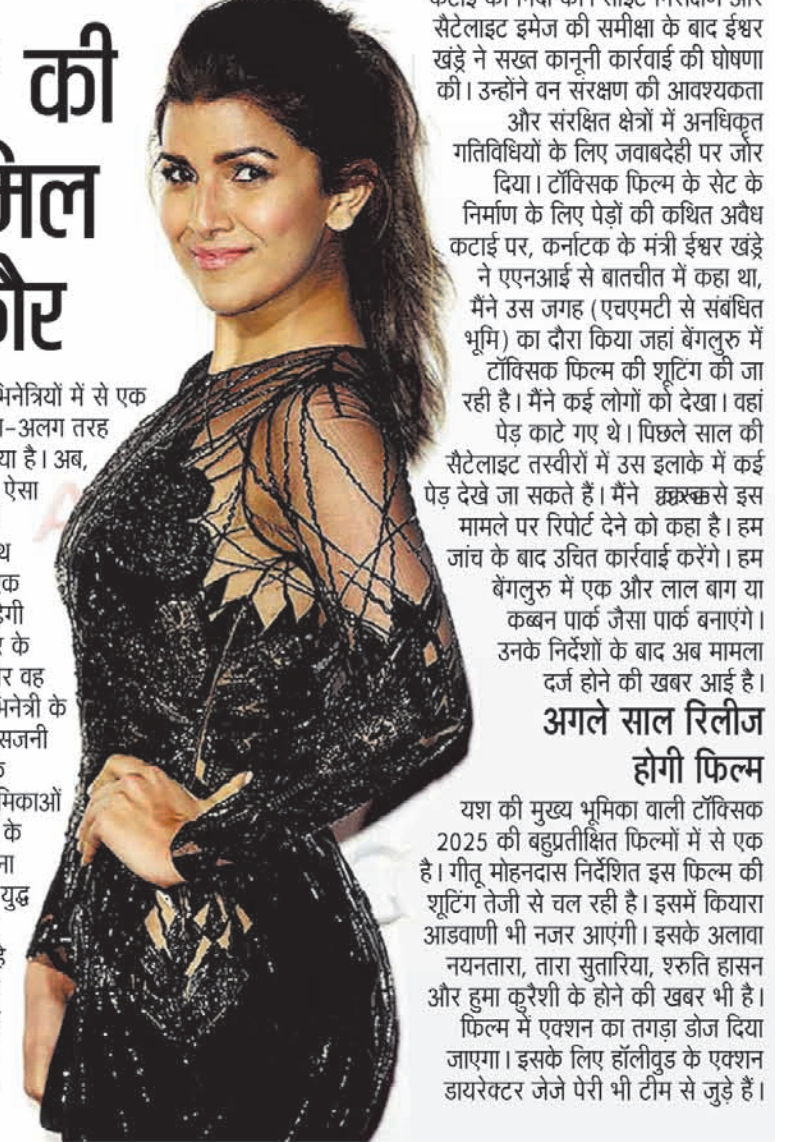 की
मिल
कौर
भिनेत्रियों में से एक
-अलग तरह
या है। अब,
ऐसा
के
र वह
भिनेत्री के
सजनी
मिकाओं
के
युद्ध
सैटेलाइट इमेज की समीक्षा के बाद ईश्वर
खंड्रे ने सख्त कानूनी कार्रवाई की घोषणा
की। उन्होंने वन संरक्षण की आवश्यकता
और संरक्षित क्षेत्रों में अनधिकृत
गतिविधियों के लिए जवाबदेही पर जोर
दिया। टॉक्सिक फिल्म के सेट के
निर्माण के लिए पेड़ों की कथित अवैध
कटाई पर, कर्नाटक के मंत्री ईश्वर खंड्रे
ने एएनआई से बातचीत में कहा था,
मैंने उस जगह (एचएमटी से संबंधित
भूमि) का दौरा किया जहां बेंगलुरु में
टॉक्सिक फिल्म की शूटिंग की जा
रही है। मैंने कई लोगों को देखा। वहां
पेड़ काटे गए थे। पिछले साल की
सैटेलाइट तस्वीरों में उस इलाके में कई
पेड़ देखे जा सकते हैं। मैंने से इस
मामले पर रिपोर्ट देने को कहा है। हम
जांच के बाद उचित कार्रवाई करेंगे। हम
बेंगलुरु में एक और लाल बाग या
कब्बन पार्क जैसा पार्क बनाएंगे।
उनके निर्देशों के बाद अब मामला
दर्ज होने की खबर आई है।
अगले साल रिलीज
होगी फिल्म
यश की मुख्य भूमिका वाली टॉक्सिक
2025 की बहुप्रतीक्षित फिल्मों में से एक
है। गीतू मोहनदास निर्देशित इस फिल्म की
शूटिंग तेजी से चल रही है। इसमें कियारा
आडवाणी भी नजर आएंगी। इसके अलावा
नयनतारा, तारा सुतारिया, श्रुति हासन
और हुमा कुरैशी के होने की खबर भी है।
फिल्म में एक्शन का तगड़ा डोज दिया
जाएगा। इसके लिए हॉलीवुड के एक्शन
डायरेक्टर जेजे पेरी भी टीम से जुड़े हैं।